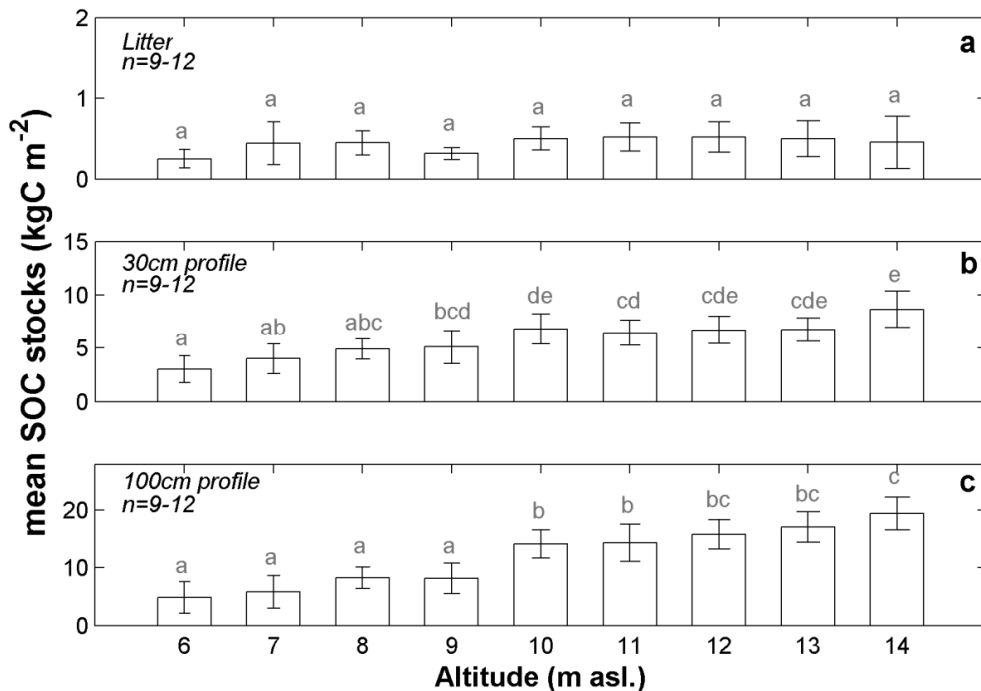 mean SOC stocks (kgC m-2)
Litter
n=9-12
a
2
1
0
a a a a a a a a a
30cm profile
n=9-12
b
15
10
5
0
a ab abc bcd de cd cde cde e
100cm profile
n=9-12
c
20
10
0
a a a a b b bc bc c
6 7 8 9 10 11 12 13 14
Altitude (m asl.)